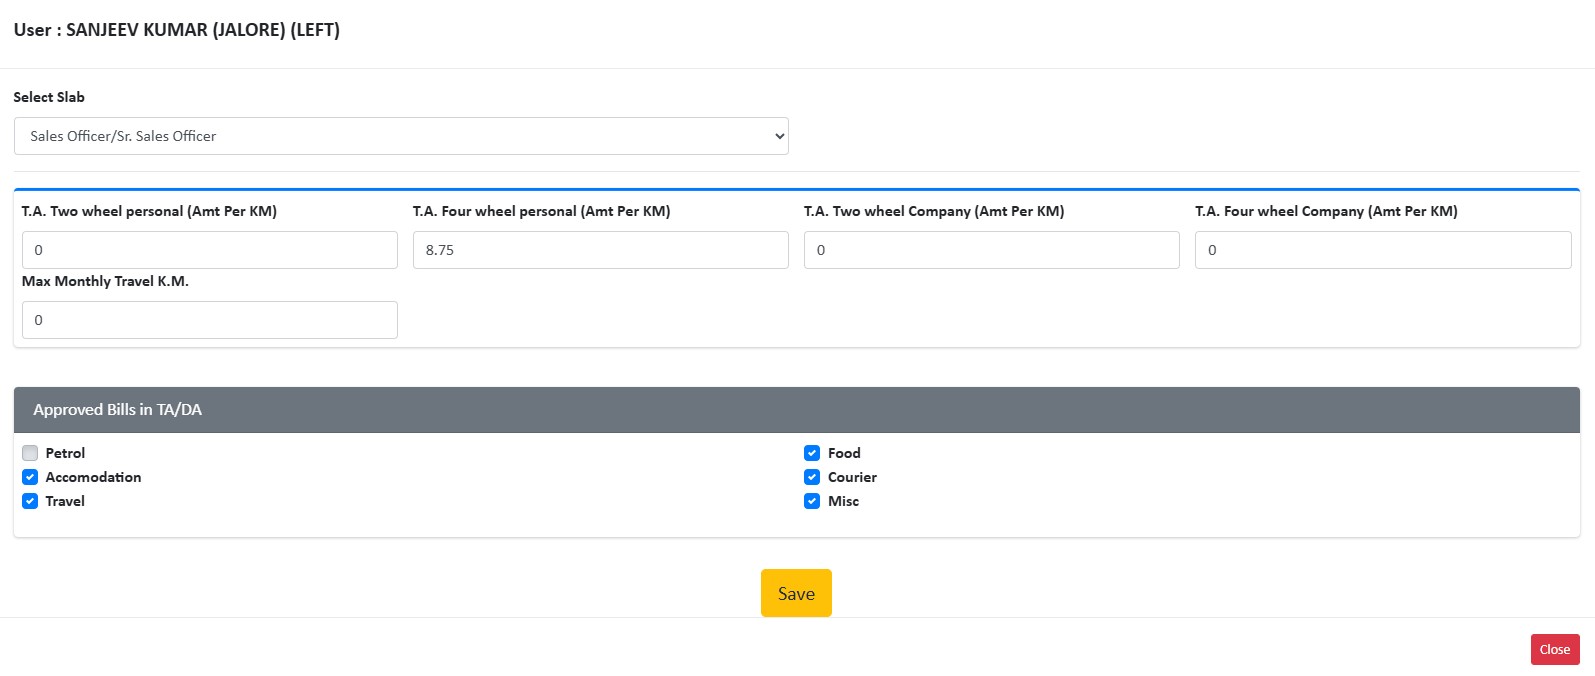 User : SANJEEV KUMAR (JALORE) (LEFT)
Select Slab
Sales Officer/Sr. Sales Officer
T.A. Two wheel personal (Amt Per KM)
T.A. Four wheel personal (Amt Per KM)
T.A. Two wheel Company (Amt Per KM)
T.A. Four wheel Company (Amt Per KM)
0
8.75
0
0
Max Monthly Travel K.M.
0
Approved Bills in TA/DA
Petrol
Food
Accomodation
Courier
Travel
Misc
Save
Close